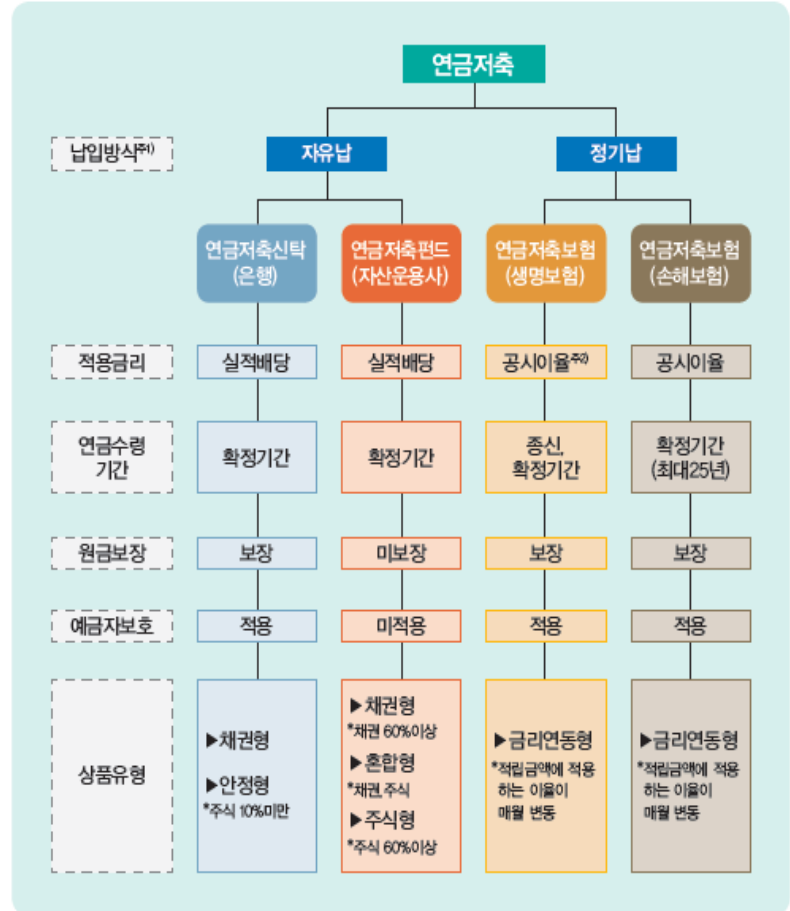 연금저축
납입방식주1)
자유납
정기납
연금저축신탁
(은행)
연금저축펀드
(자산운용사)
연금저축보험
(생명보험)
연금저축보험
(손해보험)
적용금리
실적배당
실적배당
공시이율주2)
공시이율
연금수령
기간
확정기간
확정기간
종신,
확정기간
확정기간
(최대25년)
원금보장
보장
미보장
보장
보장
예금자보호
적용
미적용
적용
적용
상품유형
▶채권형
▶안정형
*주식 10%미만
▶채권형
*채권 60%이상
▶혼합형
*채권, 주식
▶주식형
*주식 60%이상
▶금리연동형
*적립금액에 적용
하는 이율이
매월 변동
▶금리연동형
*적립금액에 적용
하는 이율이
매월 변동